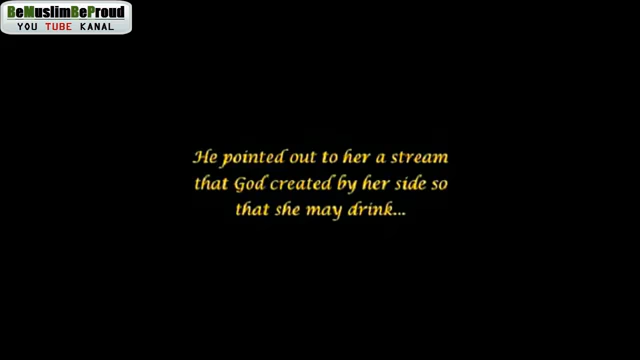 BeMuslimBeProud
YOU TUBE KANAL
He pointed out to her a stream
that God created by her side so
that she may drink...